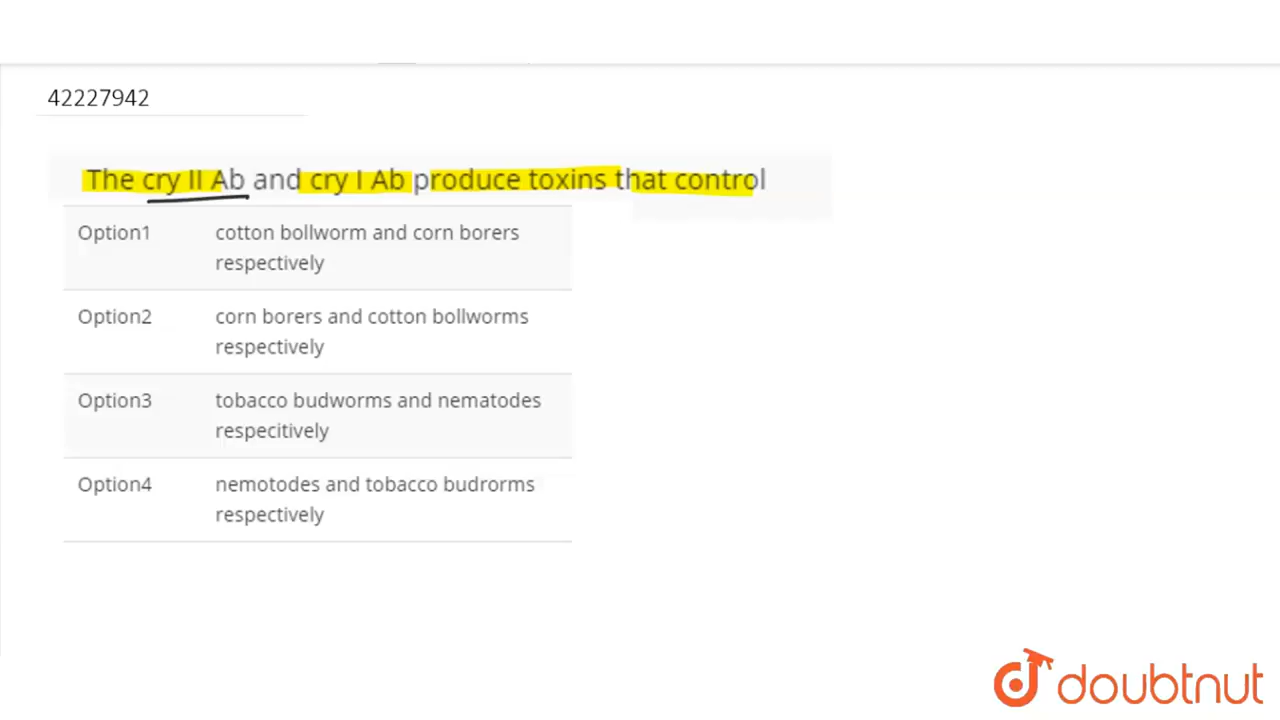 42227942
The cry II Ab and cry I Ab produce toxins that control
Option1 cotton bollworm and corn borers
respectively
Option2 corn borers and cotton bollworms
respectively
Option3 tobacco budworms and nematodes
respecitively
Option4 nemotodes and tobacco budrorms
respectively
doubtnut